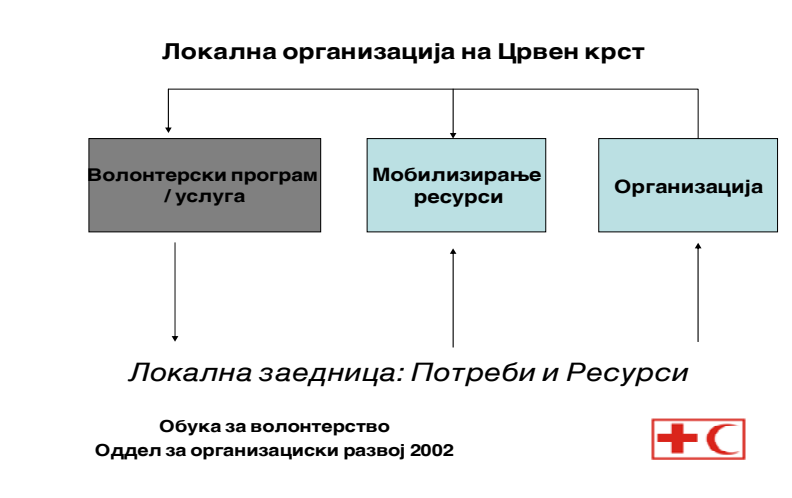 Локална организација на Црвен крст
Волонтерски програм
/ услуга
Мобилизирање
ресурси
Организација
Локална заедница: Потреби и Ресурси
Обука за волонтерство
Оддел за организациски развој 2002